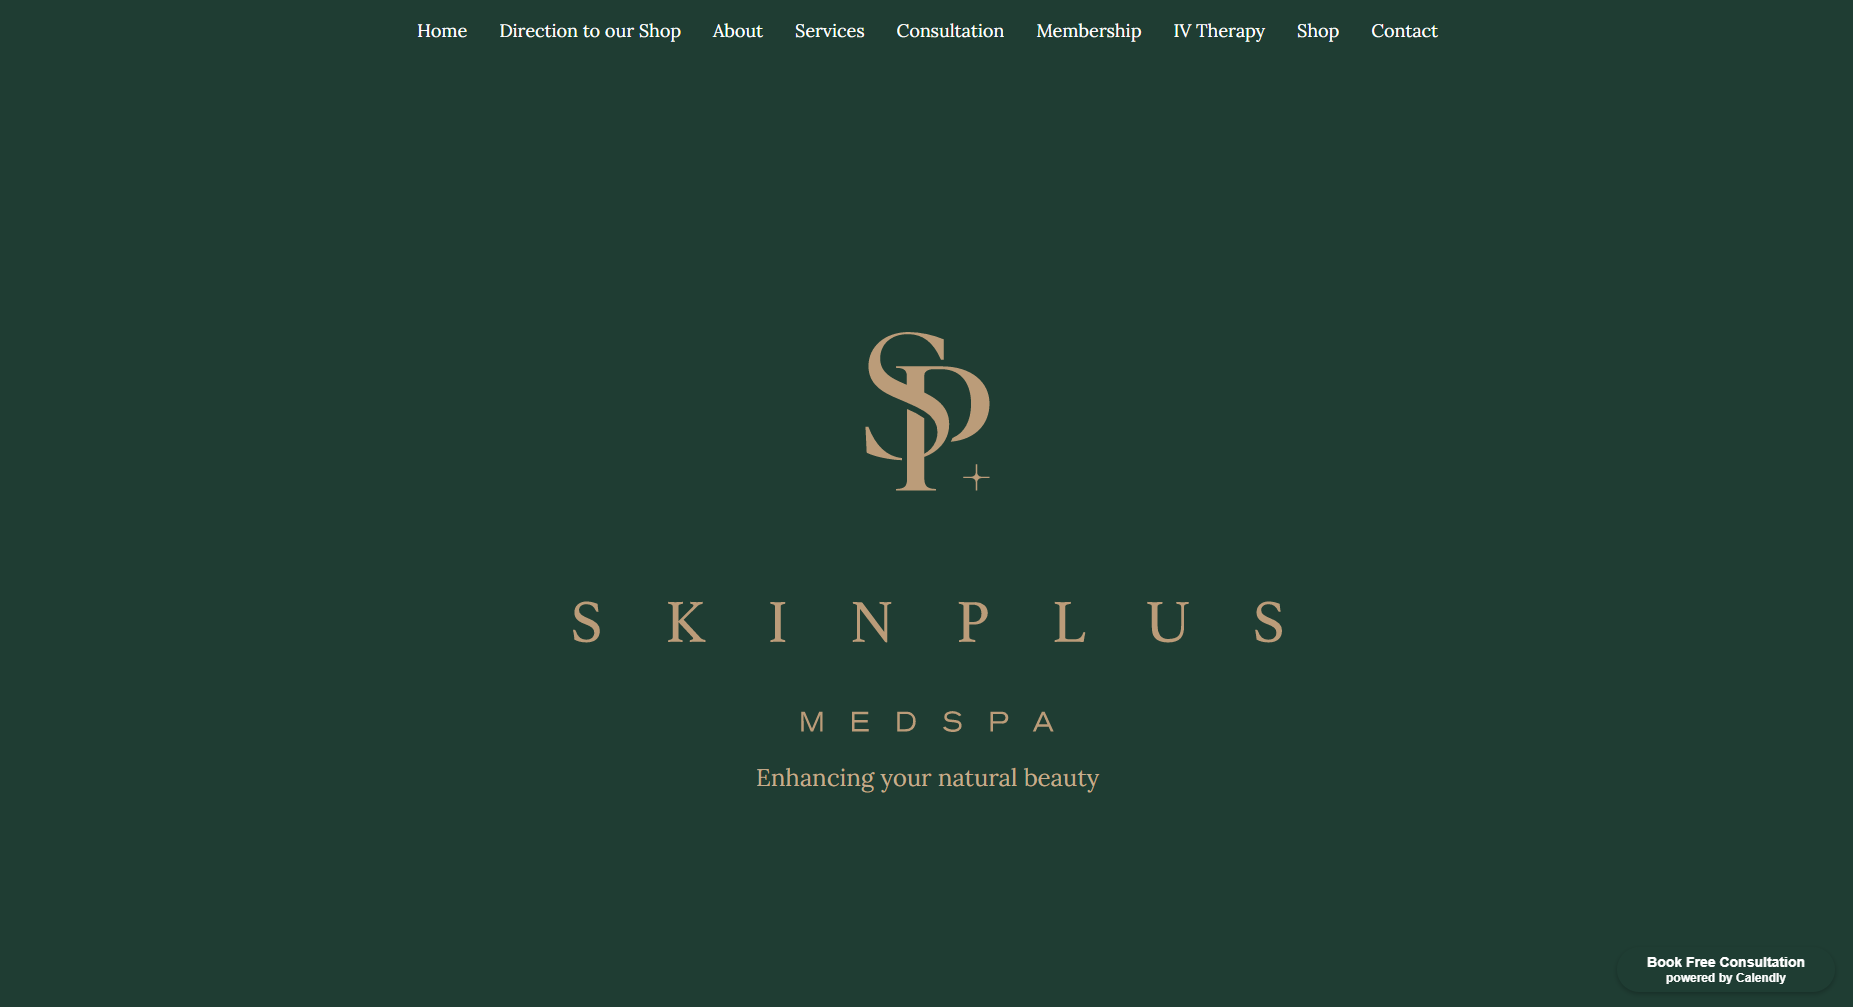 Home Direction to our Shop About Services Consultation Membership IV Therapy Shop Contact
SP
SKINPLUS
MEDSPA
Enhancing your natural beauty
Book Free Consultation
powered by Calendly